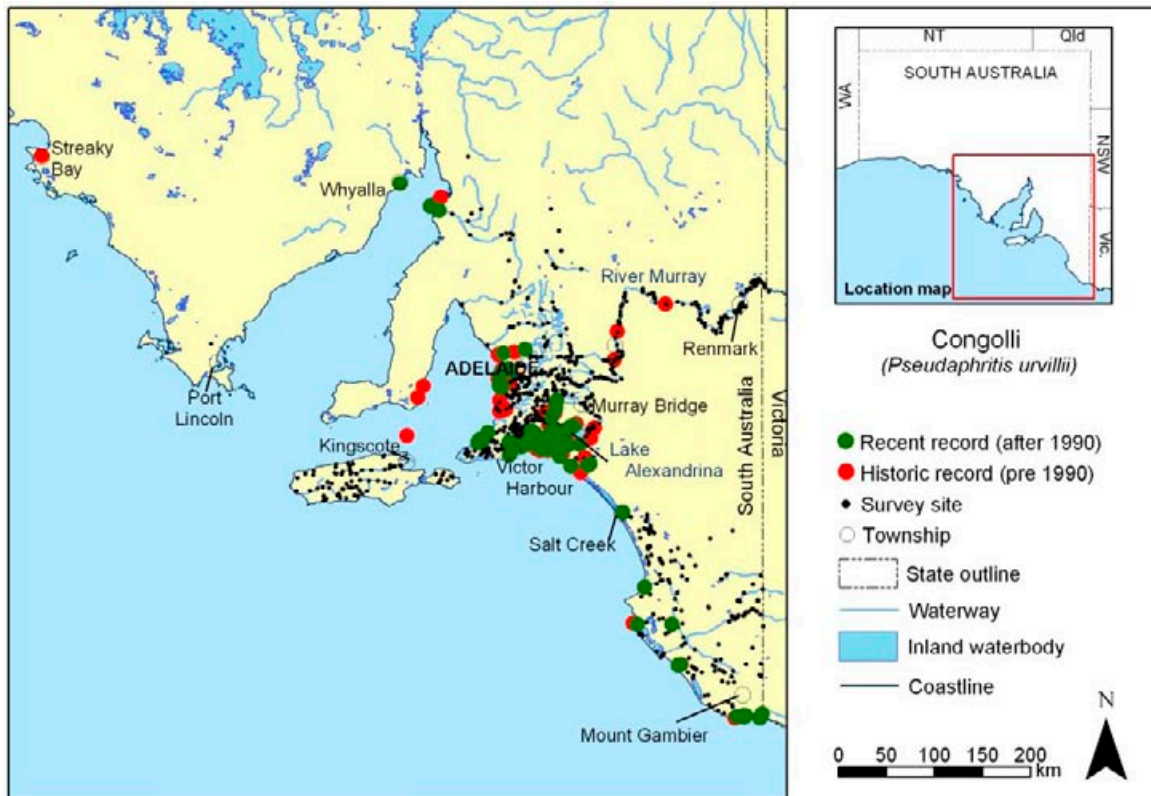 Streaky
Bay
Whyalla
River Murray
Renmark
ADELAIDE
Port
Lincoln
Murray Bridge
Kingscote
Lake
Alexandrina
Victor
Harbour
South Australia
Victoria
Salt Creek
Mount Gambier
NT
Qld
SOUTH AUSTRALIA
WA
NSW
Vic.
Location map
Congolli
(Pseudaphritis urvillii)
Recent record (after 1990)
Historic record (pre 1990)
Survey site
Township
State outline
Waterway
Inland waterbody
Coastline
N
0 50 100 150 200
km